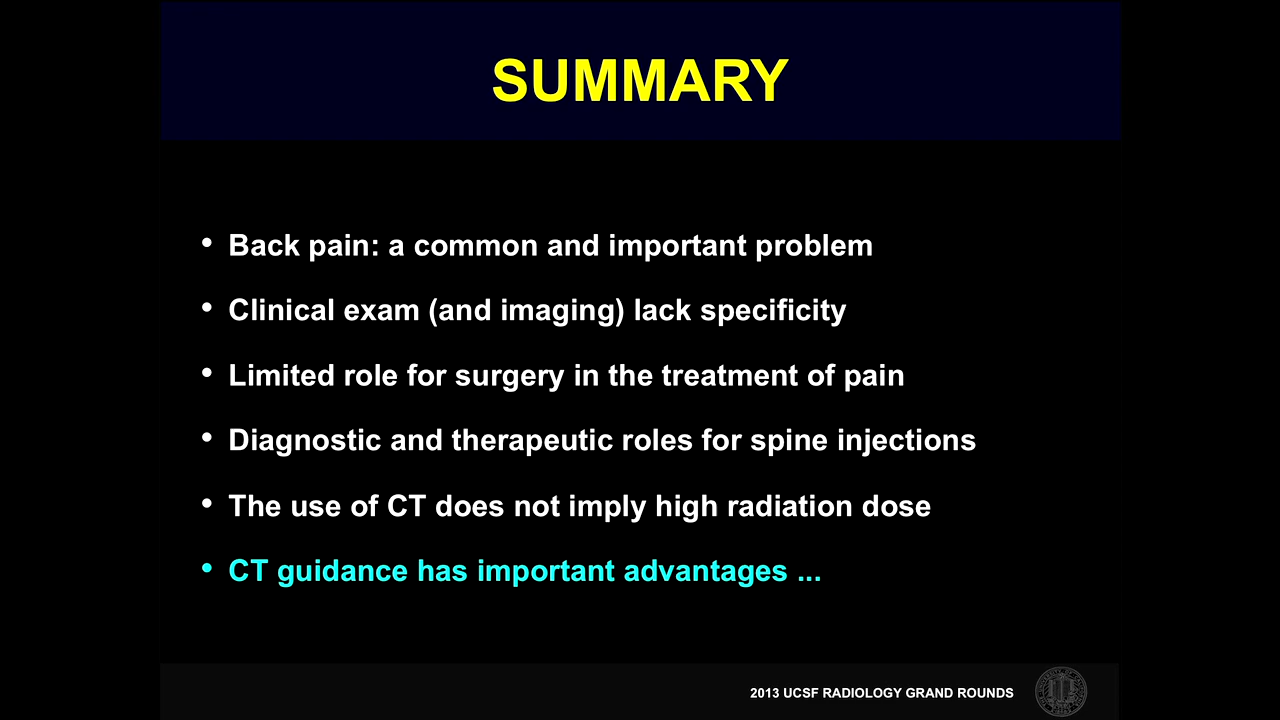 SUMMARY
• Back pain: a common and important problem
• Clinical exam (and imaging) lack specificity
• Limited role for surgery in the treatment of pain
• Diagnostic and therapeutic roles for spine injections
• The use of CT does not imply high radiation dose
• CT guidance has important advantages ...
2013 UCSF RADIOLOGY GRAND ROUNDS